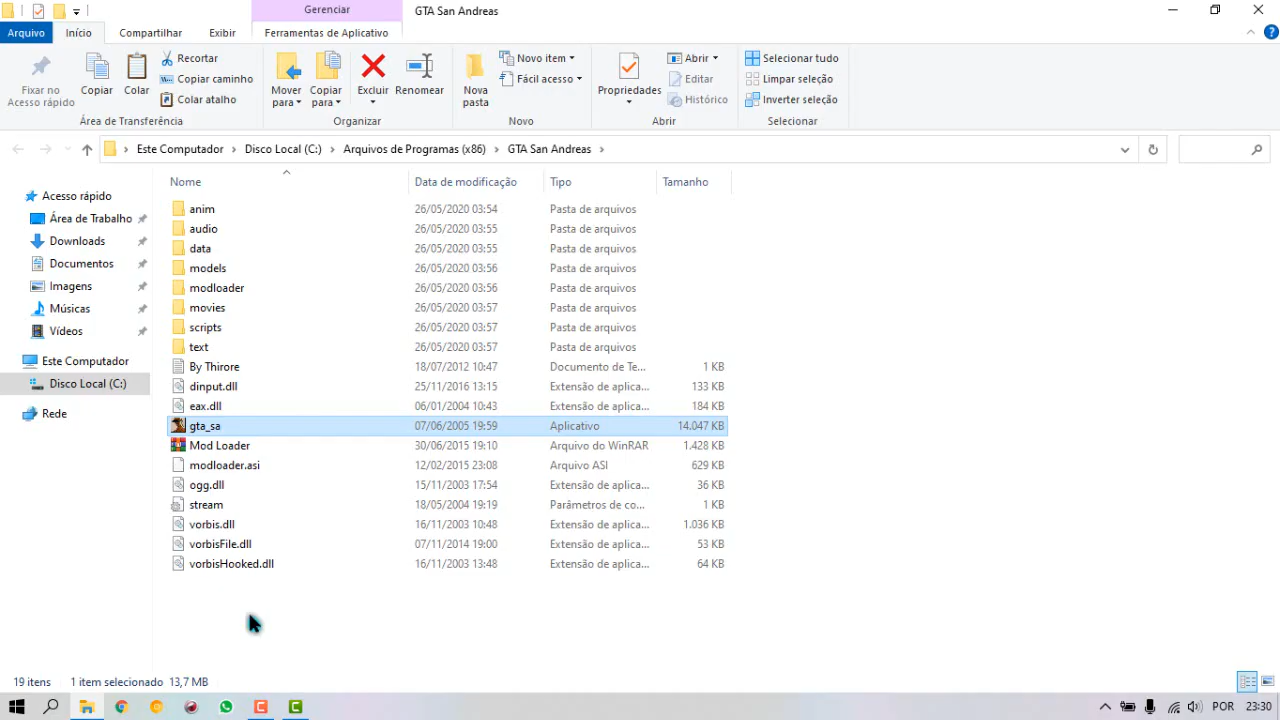 Gerenciar
GTA San Andreas
Arquivo Início Compartilhar Exibir Ferramentas de Aplicativo
Fixar no Acesso rápido
Copiar
Colar
Recortar
Copiar caminho
Colar atalho
Área de Transferência
Mover para
Copiar para
Excluir
Renomear
Organizar
Nova pasta
Novo item
Fácil acesso
Novo
Propriedades
Abrir
Editar
Histórico
Abrir
Selecionar tudo
Limpar seleção
Inverter seleção
Selecionar
Este Computador › Disco Local (C:) › Arquivos de Programas (x86) › GTA San Andreas ›
Acesso rápido
Área de Trabalho
Downloads
Documentos
Imagens
Músicas
Vídeos
Este Computador
Disco Local (C:)
Rede
Nome Data de modificação Tipo Tamanho
anim 26/05/2020 03:54 Pasta de arquivos
audio 26/05/2020 03:55 Pasta de arquivos
data 26/05/2020 03:55 Pasta de arquivos
models 26/05/2020 03:56 Pasta de arquivos
modloader 26/05/2020 03:56 Pasta de arquivos
movies 26/05/2020 03:57 Pasta de arquivos
scripts 26/05/2020 03:57 Pasta de arquivos
text 26/05/2020 03:57 Pasta de arquivos
By Thirore 18/07/2012 10:47 Documento de Te... 1 KB
dinput.dll 25/11/2016 13:15 Extensão de aplica... 133 KB
eax.dll 06/01/2004 10:43 Extensão de aplica... 184 KB
gta_sa 07/06/2005 19:59 Aplicativo 14.047 KB
Mod Loader 30/06/2015 19:10 Arquivo do WinRAR 1.428 KB
modloader.asi 12/02/2015 23:08 Arquivo ASI 629 KB
ogg.dll 15/11/2003 17:54 Extensão de aplica... 36 KB
stream 18/05/2004 19:19 Parâmetros de co... 1 KB
vorbis.dll 16/11/2003 10:48 Extensão de aplica... 1.036 KB
vorbisFile.dll 07/11/2014 19:00 Extensão de aplica... 53 KB
vorbisHooked.dll 16/11/2003 13:48 Extensão de aplica... 64 KB
19 itens 1 item selecionado 13,7 MB
POR 23:30